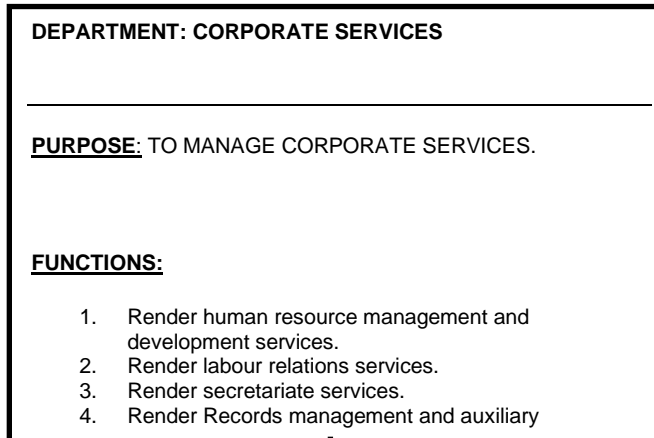 DEPARTMENT: CORPORATE SERVICES
PURPOSE: TO MANAGE CORPORATE SERVICES.
FUNCTIONS:
1. Render human resource management and
development services.
2. Render labour relations services.
3. Render secretariate services.
4. Render Records management and auxiliary